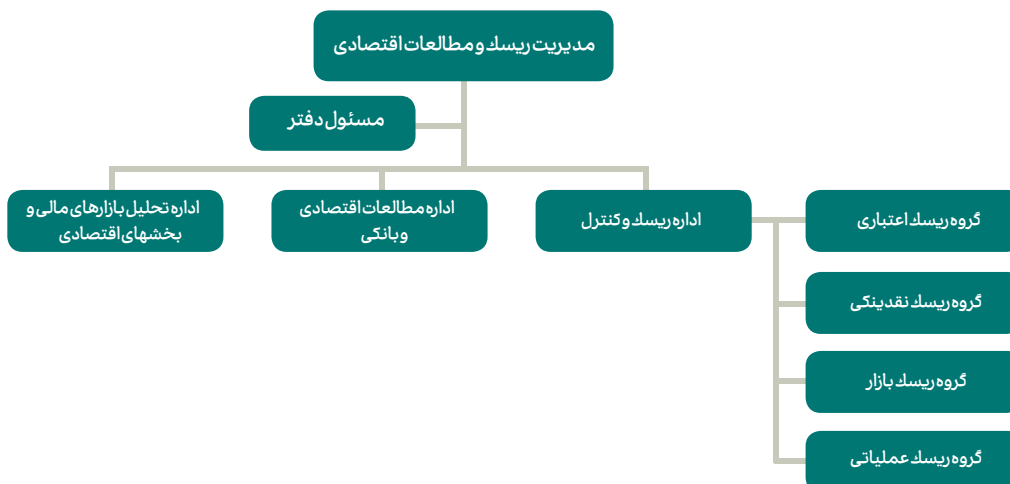 مدیریت ریسک و مطالعات اقتصادی
مسئول دفتر
گروه ریسک اعتباری
اداره ریسک و کنترل
اداره مطالعات اقتصادی
و بانکی
اداره تحلیل بازارهای مالی و
بخشهای اقتصادی
گروه ریسک نقدینگی
گروه ریسک بازار
گروه ریسک عملیاتی